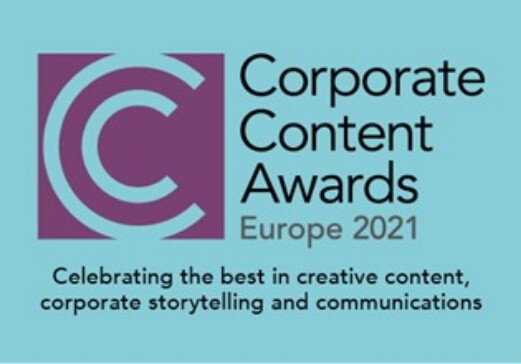 Corporate
Content
Awards
Europe 2021
Celebrating the best in creative content,
corporate storytelling and communications